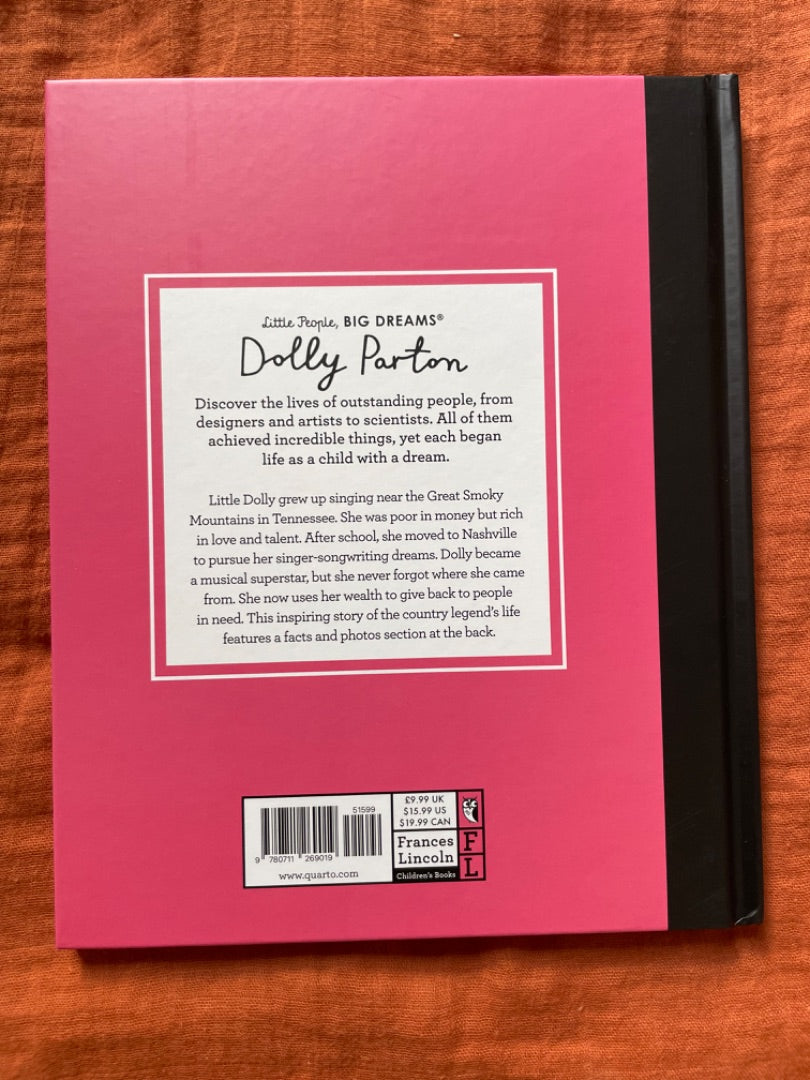 Little People, BIG DREAMS®
Dolly Parton
Discover the lives of outstanding people, from
designers and artists to scientists. All of them
achieved incredible things, yet each began
life as a child with a dream.
Little Dolly grew up singing near the Great Smoky
Mountains in Tennessee. She was poor in money but rich
in love and talent. After school, she moved to Nashville
to pursue her singer-songwriting dreams. Dolly became
a musical superstar, but she never forgot where she came
from. She now uses her wealth to give back to people
in need. This inspiring story of the country legend's life
features a facts and photos section at the back.
51599
9 780711 269019
www.quarto.com
£9.99 UK
$15.99 US
$19.99 CAN
Frances
Lincoln
Children's Books
F
L